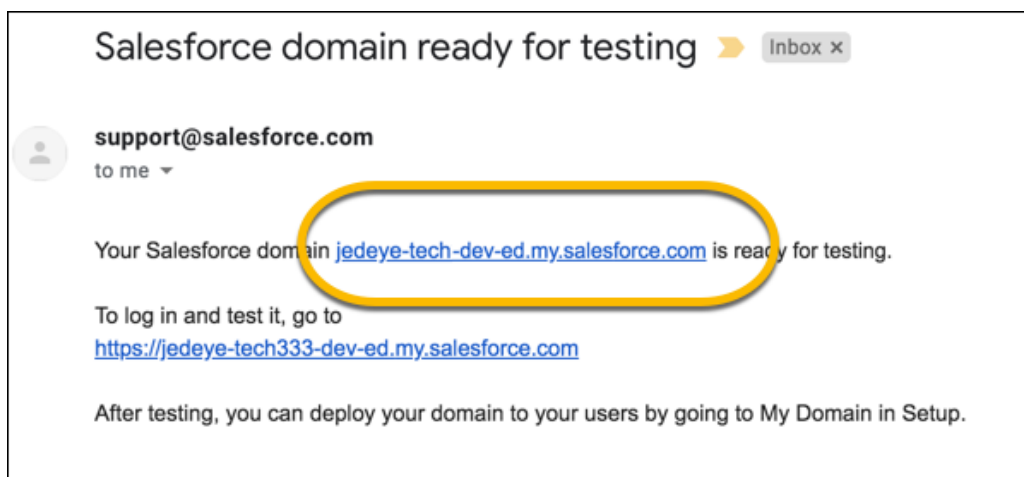 Salesforce domain ready for testing Inbox ×
support@salesforce.com
to me
Your Salesforce domain jedeye-tech-dev-ed.my.salesforce.com is ready for testing.
To log in and test it, go to
https://jedeye-tech333-dev-ed.my.salesforce.com
After testing, you can deploy your domain to your users by going to My Domain in Setup.